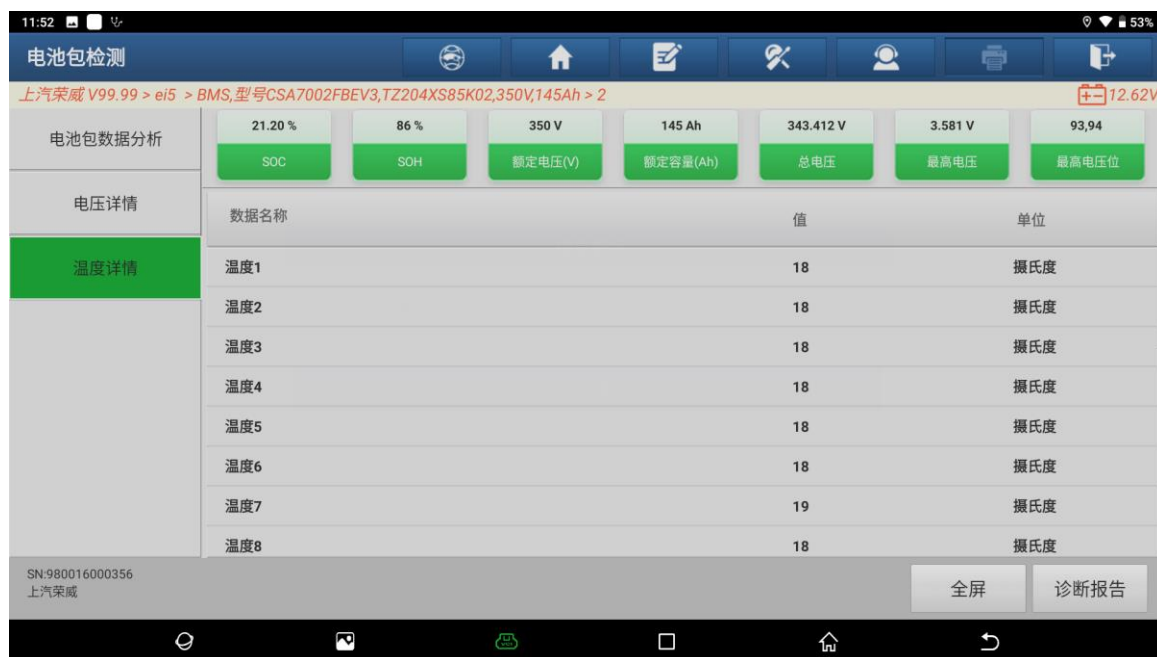 11:52
53%
电池包检测
上汽荣威 V99.99 > ei5 > BMS,型号CSA7002FBEV3,TZ204XS85K02,350V,145Ah > 2
12.62V
电池包数据分析
电压详情
温度详情
21.20 % 86 % 350 V 145 Ah 343.412 V 3.581 V 93,94
SOC SOH 额定电压(V) 额定容量(Ah) 总电压 最高电压 最高电压位
数据名称 值 单位
温度1 18 摄氏度
温度2 18 摄氏度
温度3 18 摄氏度
温度4 18 摄氏度
温度5 18 摄氏度
温度6 18 摄氏度
温度7 19 摄氏度
温度8 18 摄氏度
SN:980016000356
上汽荣威
全屏 诊断报告